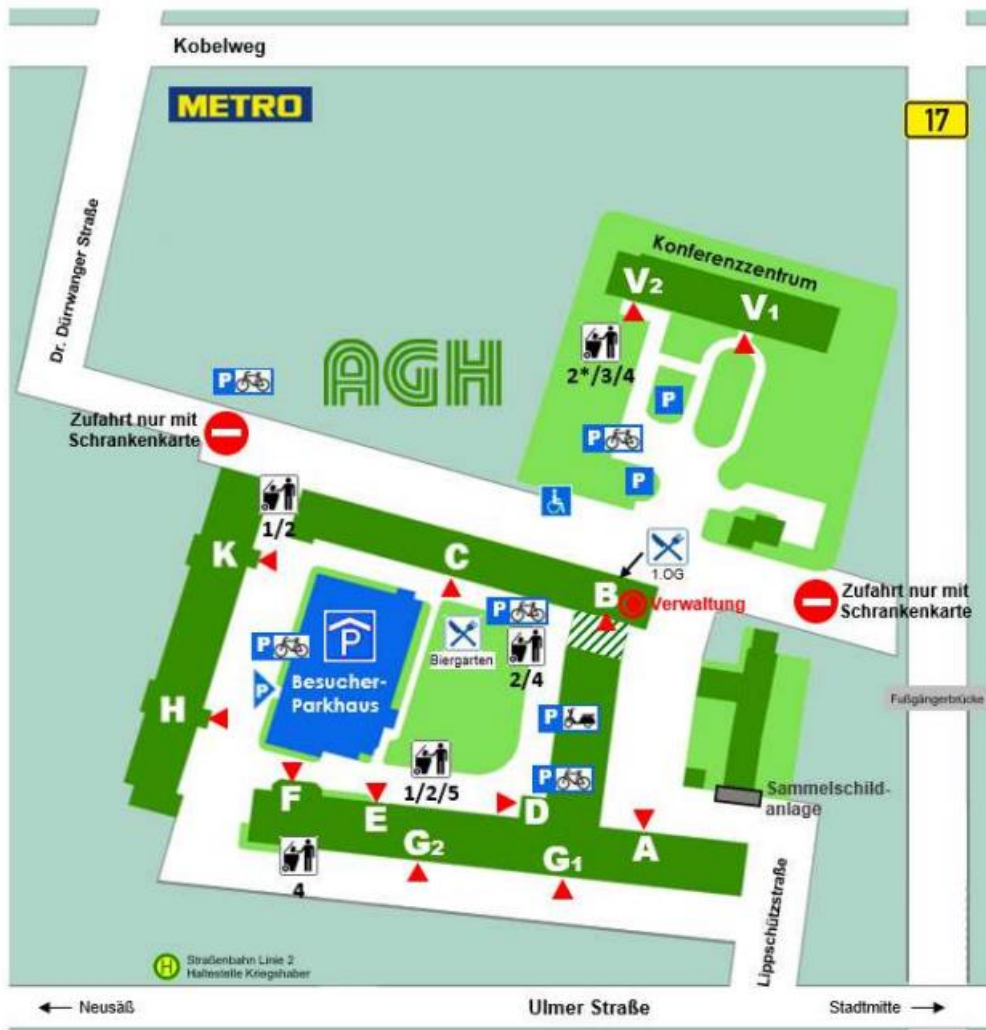 Kobelweg
METRO
17
Dr. Dürrwanger Straße
Konferenzzentrum
V2
V1
AGH
2*/3/4
P
P
Zufahrt nur mit
Schrankenkarte
P
P
1/2
K
C
1.OG
B
Verwaltung
Zufahrt nur mit
Schrankenkarte
P
P
P
Biergarten
2/4
P
Besucher-
Parkhaus
H
P
Fußgängerbrücke
P
1/2/5
Sammelschild-
anlage
F
E
D
A
G2
G1
4
Lippschützstraße
H
Straßenbahn Linie 2
Haltestelle Kriegshaber
← Neusäß
Ulmer Straße
Stadtmitte →